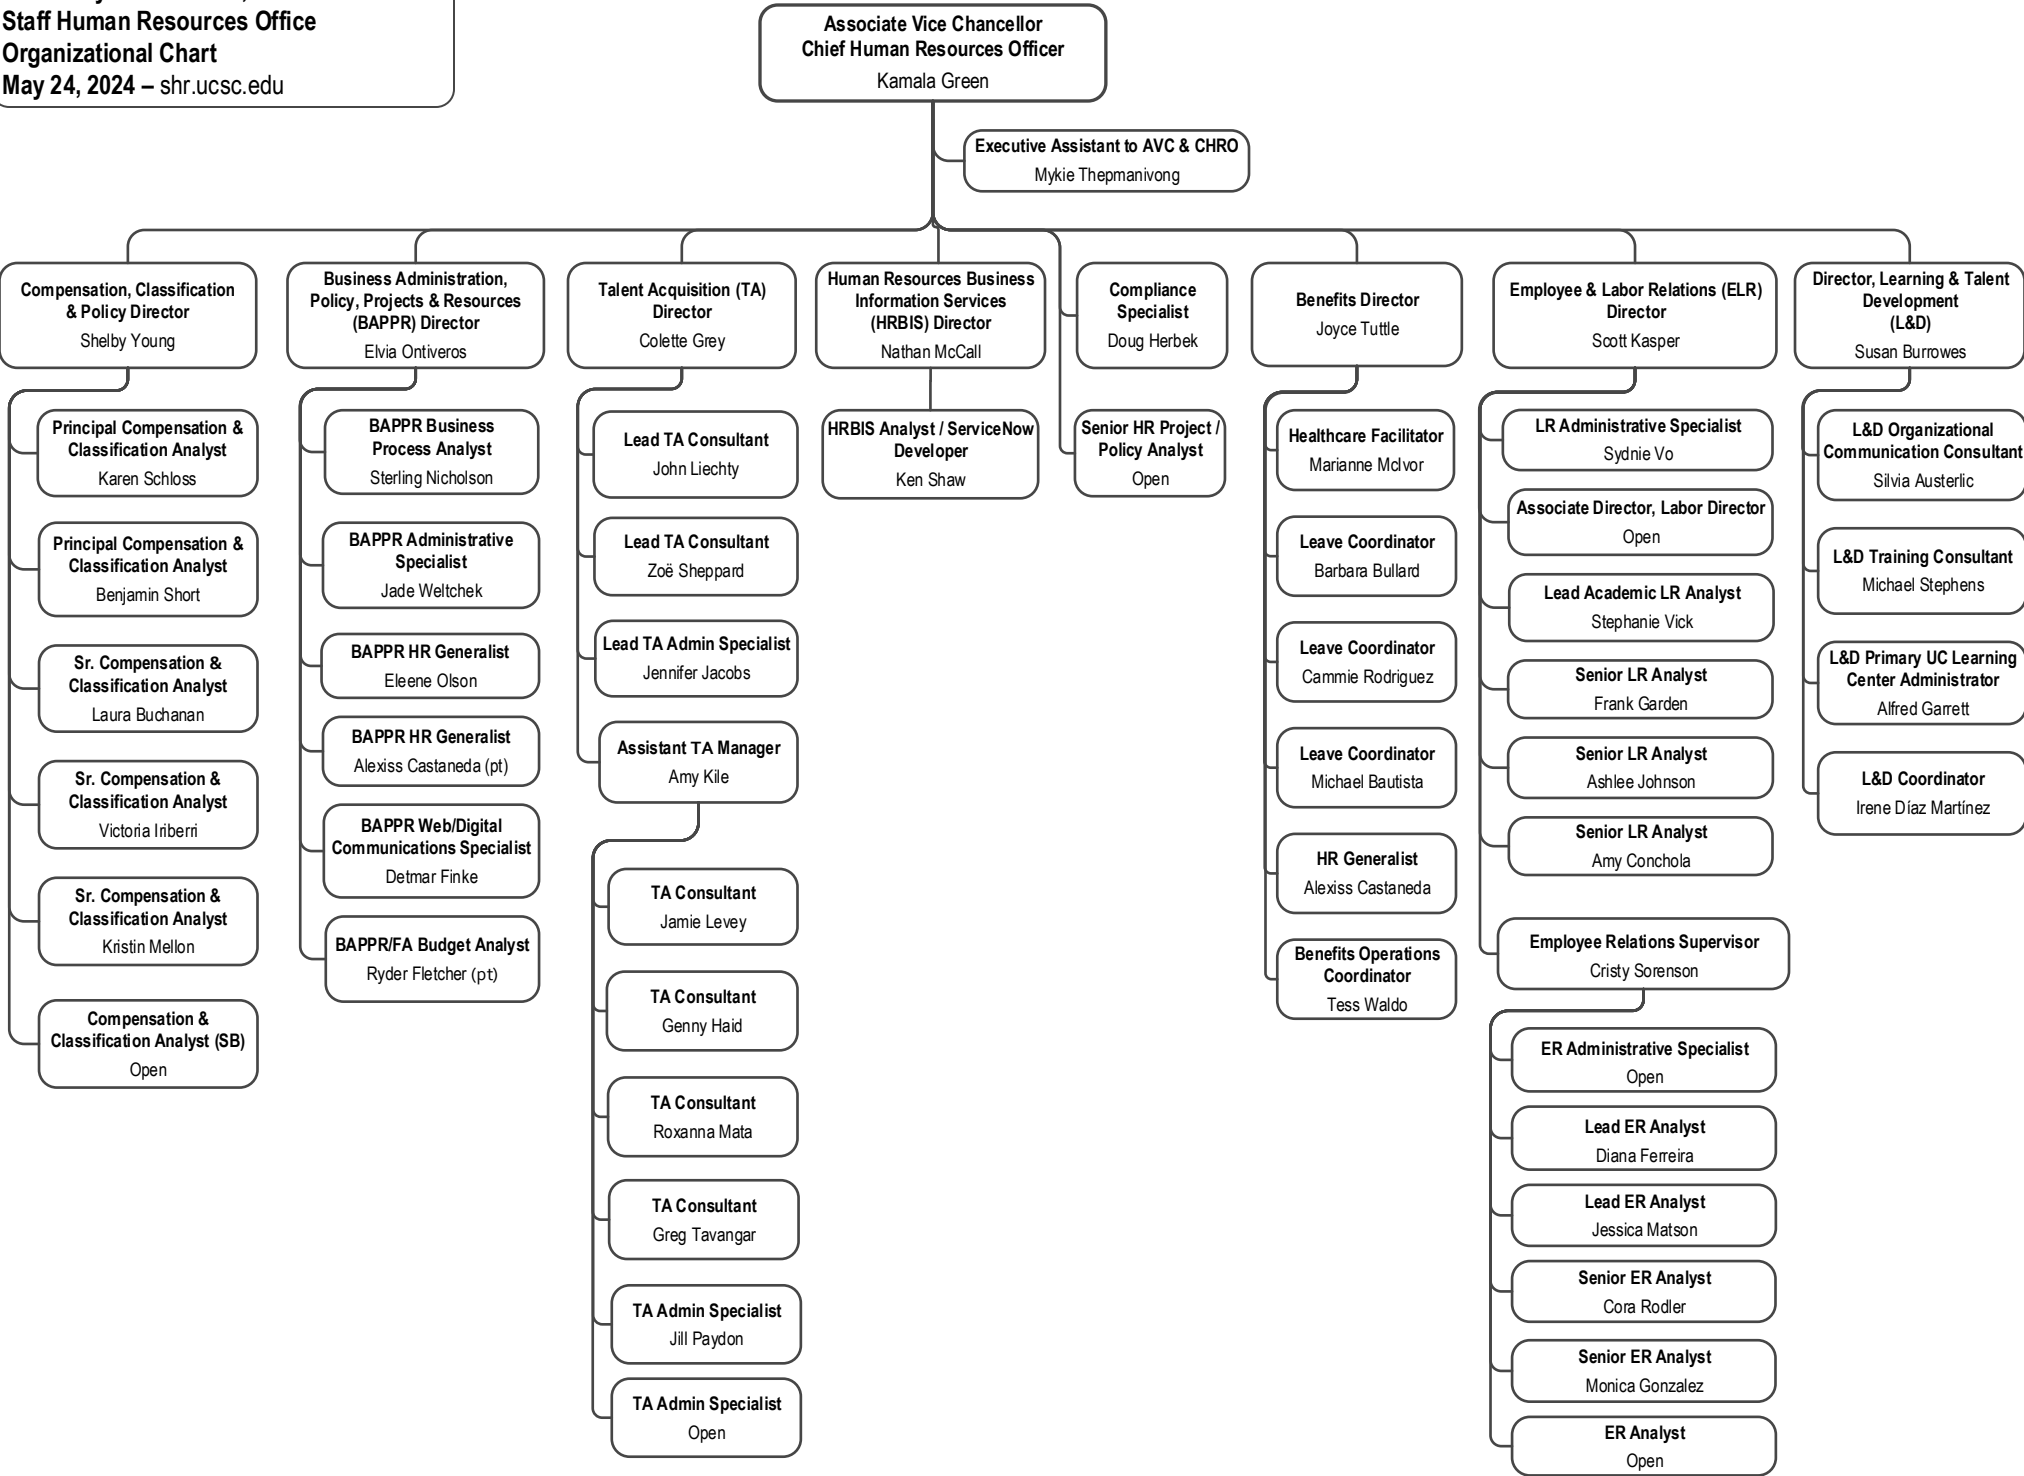 Staff Human Resources Office
Organizational Chart
May 24, 2024 – shr.ucsc.edu
Associate Vice Chancellor
Chief Human Resources Officer
Kamala Green
Executive Assistant to AVC & CHRO
Mykie Thepmanivong
Compensation, Classification
& Policy Director
Shelby Young
Principal Compensation &
Classification Analyst
Karen Schloss
Principal Compensation &
Classification Analyst
Benjamin Short
Sr. Compensation &
Classification Analyst
Laura Buchanan
Sr. Compensation &
Classification Analyst
Victoria Iriberri
Sr. Compensation &
Classification Analyst
Kristin Mellon
Compensation &
Classification Analyst (SB)
Open
Business Administration,
Policy, Projects & Resources
(BAPPR) Director
Elvia Ontiveros
BAPPR Business
Process Analyst
Sterling Nicholson
BAPPR Administrative
Specialist
Jade Weltchek
BAPPR HR Generalist
Eleene Olson
BAPPR HR Generalist
Alexiss Castaneda (pt)
BAPPR Web/Digital
Communications Specialist
Detmar Finke
BAPPR/FA Budget Analyst
Ryder Fletcher (pt)
Talent Acquisition (TA)
Director
Colette Grey
Lead TA Consultant
John Liechty
Lead TA Consultant
Zoë Sheppard
Lead TA Admin Specialist
Jennifer Jacobs
Assistant TA Manager
Amy Kile
TA Consultant
Jamie Levey
TA Consultant
Genny Haid
TA Consultant
Roxanna Mata
TA Consultant
Greg Tavangar
TA Admin Specialist
Jill Paydon
TA Admin Specialist
Open
Human Resources Business
Information Services
(HRBIS) Director
Nathan McCall
HRBIS Analyst / ServiceNow
Developer
Ken Shaw
Compliance
Specialist
Doug Herbek
Senior HR Project /
Policy Analyst
Open
Benefits Director
Joyce Tuttle
Healthcare Facilitator
Marianne McIvor
Leave Coordinator
Barbara Bullard
Leave Coordinator
Cammie Rodriguez
Leave Coordinator
Michael Bautista
HR Generalist
Alexiss Castaneda
Benefits Operations
Coordinator
Tess Waldo
Employee & Labor Relations (ELR)
Director
Scott Kasper
LR Administrative Specialist
Sydnie Vo
Associate Director, Labor Director
Open
Lead Academic LR Analyst
Stephanie Vick
Senior LR Analyst
Frank Garden
Senior LR Analyst
Ashlee Johnson
Senior LR Analyst
Amy Conchola
Employee Relations Supervisor
Cristy Sorenson
ER Administrative Specialist
Open
Lead ER Analyst
Diana Ferreira
Lead ER Analyst
Jessica Matson
Senior ER Analyst
Cora Rodler
Senior ER Analyst
Monica Gonzalez
ER Analyst
Open
Director, Learning & Talent
Development
(L&D)
Susan Burrowes
L&D Organizational
Communication Consultant
Silvia Austerlic
L&D Training Consultant
Michael Stephens
L&D Primary UC Learning
Center Administrator
Alfred Garrett
L&D Coordinator
Irene Díaz Martínez